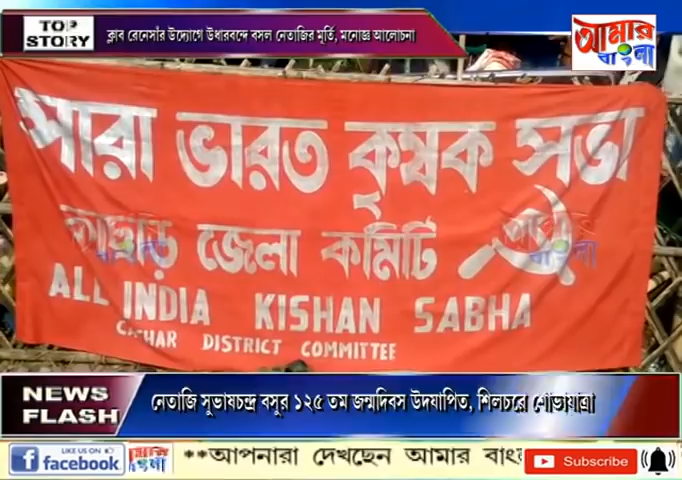 TOP STORY
ক্লাব রেনেসাঁর উদ্যোগে উধারবন্দে বসল নেতাজির মূর্তি, মনোজ্ঞ আলোচনা
আমার বাংলা
সারা ভারত কৃষক সভা
কাছাড় জেলা কমিটি
ALL INDIA KISHAN SABHA
CACHAR DISTRICT COMMITTEE
NEWS FLASH
নেতাজি সুভাষচন্দ্র বসুর ১২৫ তম জন্মদিবস উদযাপিত, শিলচরে শোভাযাত্রা
LIKE US ON
facebook
আমার বাংলা
**আপনারা দেখছেন আমার
Subscribe